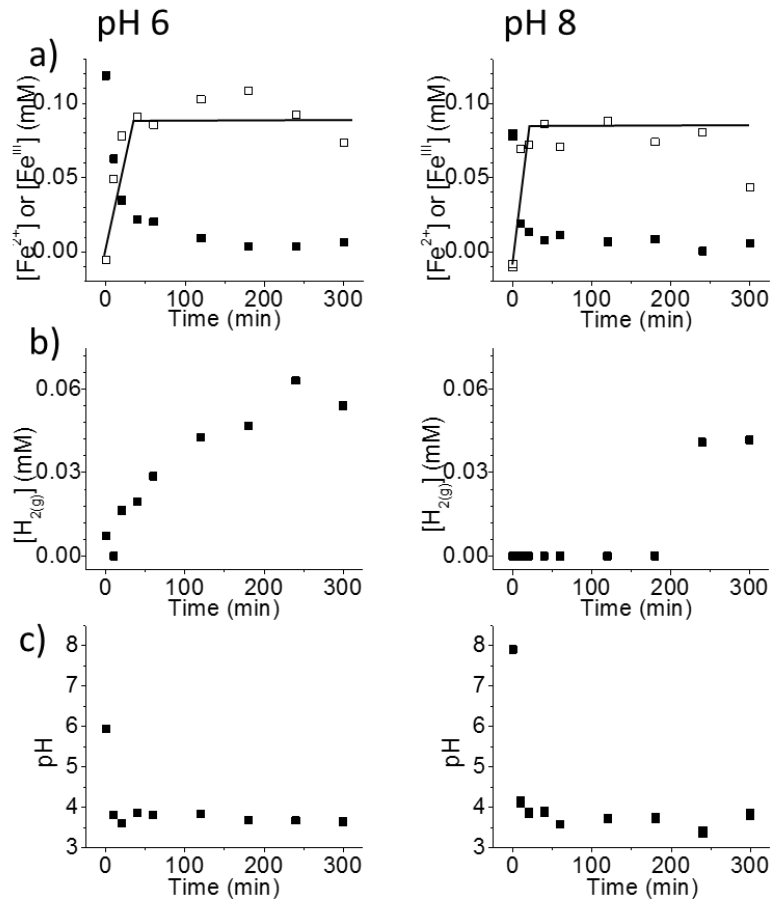 pH 6
pH 8
a)
[Fe2+] or [FeIII] (mM)
0.10
0.05
0.00
0 100 200 300
Time (min)
[Fe2+] or [FeIII] (mM)
0.10
0.05
0.00
0 100 200 300
Time (min)
b)
[H2(g)] (mM)
0.06
0.03
0.00
0 100 200 300
Time (min)
[H2(g)] (mM)
0.06
0.03
0.00
0 100 200 300
Time (min)
c)
pH
8
7
6
5
4
3
0 100 200 300
Time (min)
pH
8
7
6
5
4
3
0 100 200 300
Time (min)